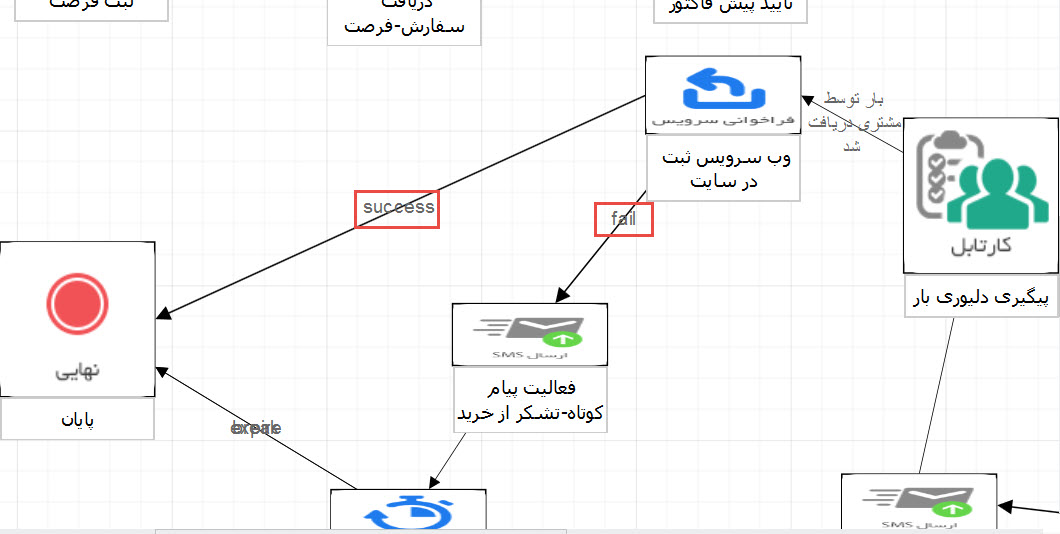 ثبت فرصت
دریافت
سفارش-فرصت
تایید پیش فاکتور
فراخوانی سرویس
وب سرویس ثبت
در سایت
بار توسط
مشتری دریافت
شد
کارتابل
پیگیری دلیوری بار
success
fail
نهایی
پایان
ارسال SMS
فعالیت پیام
کوتاه-تشکر از خرید
expire
ارسال SMS